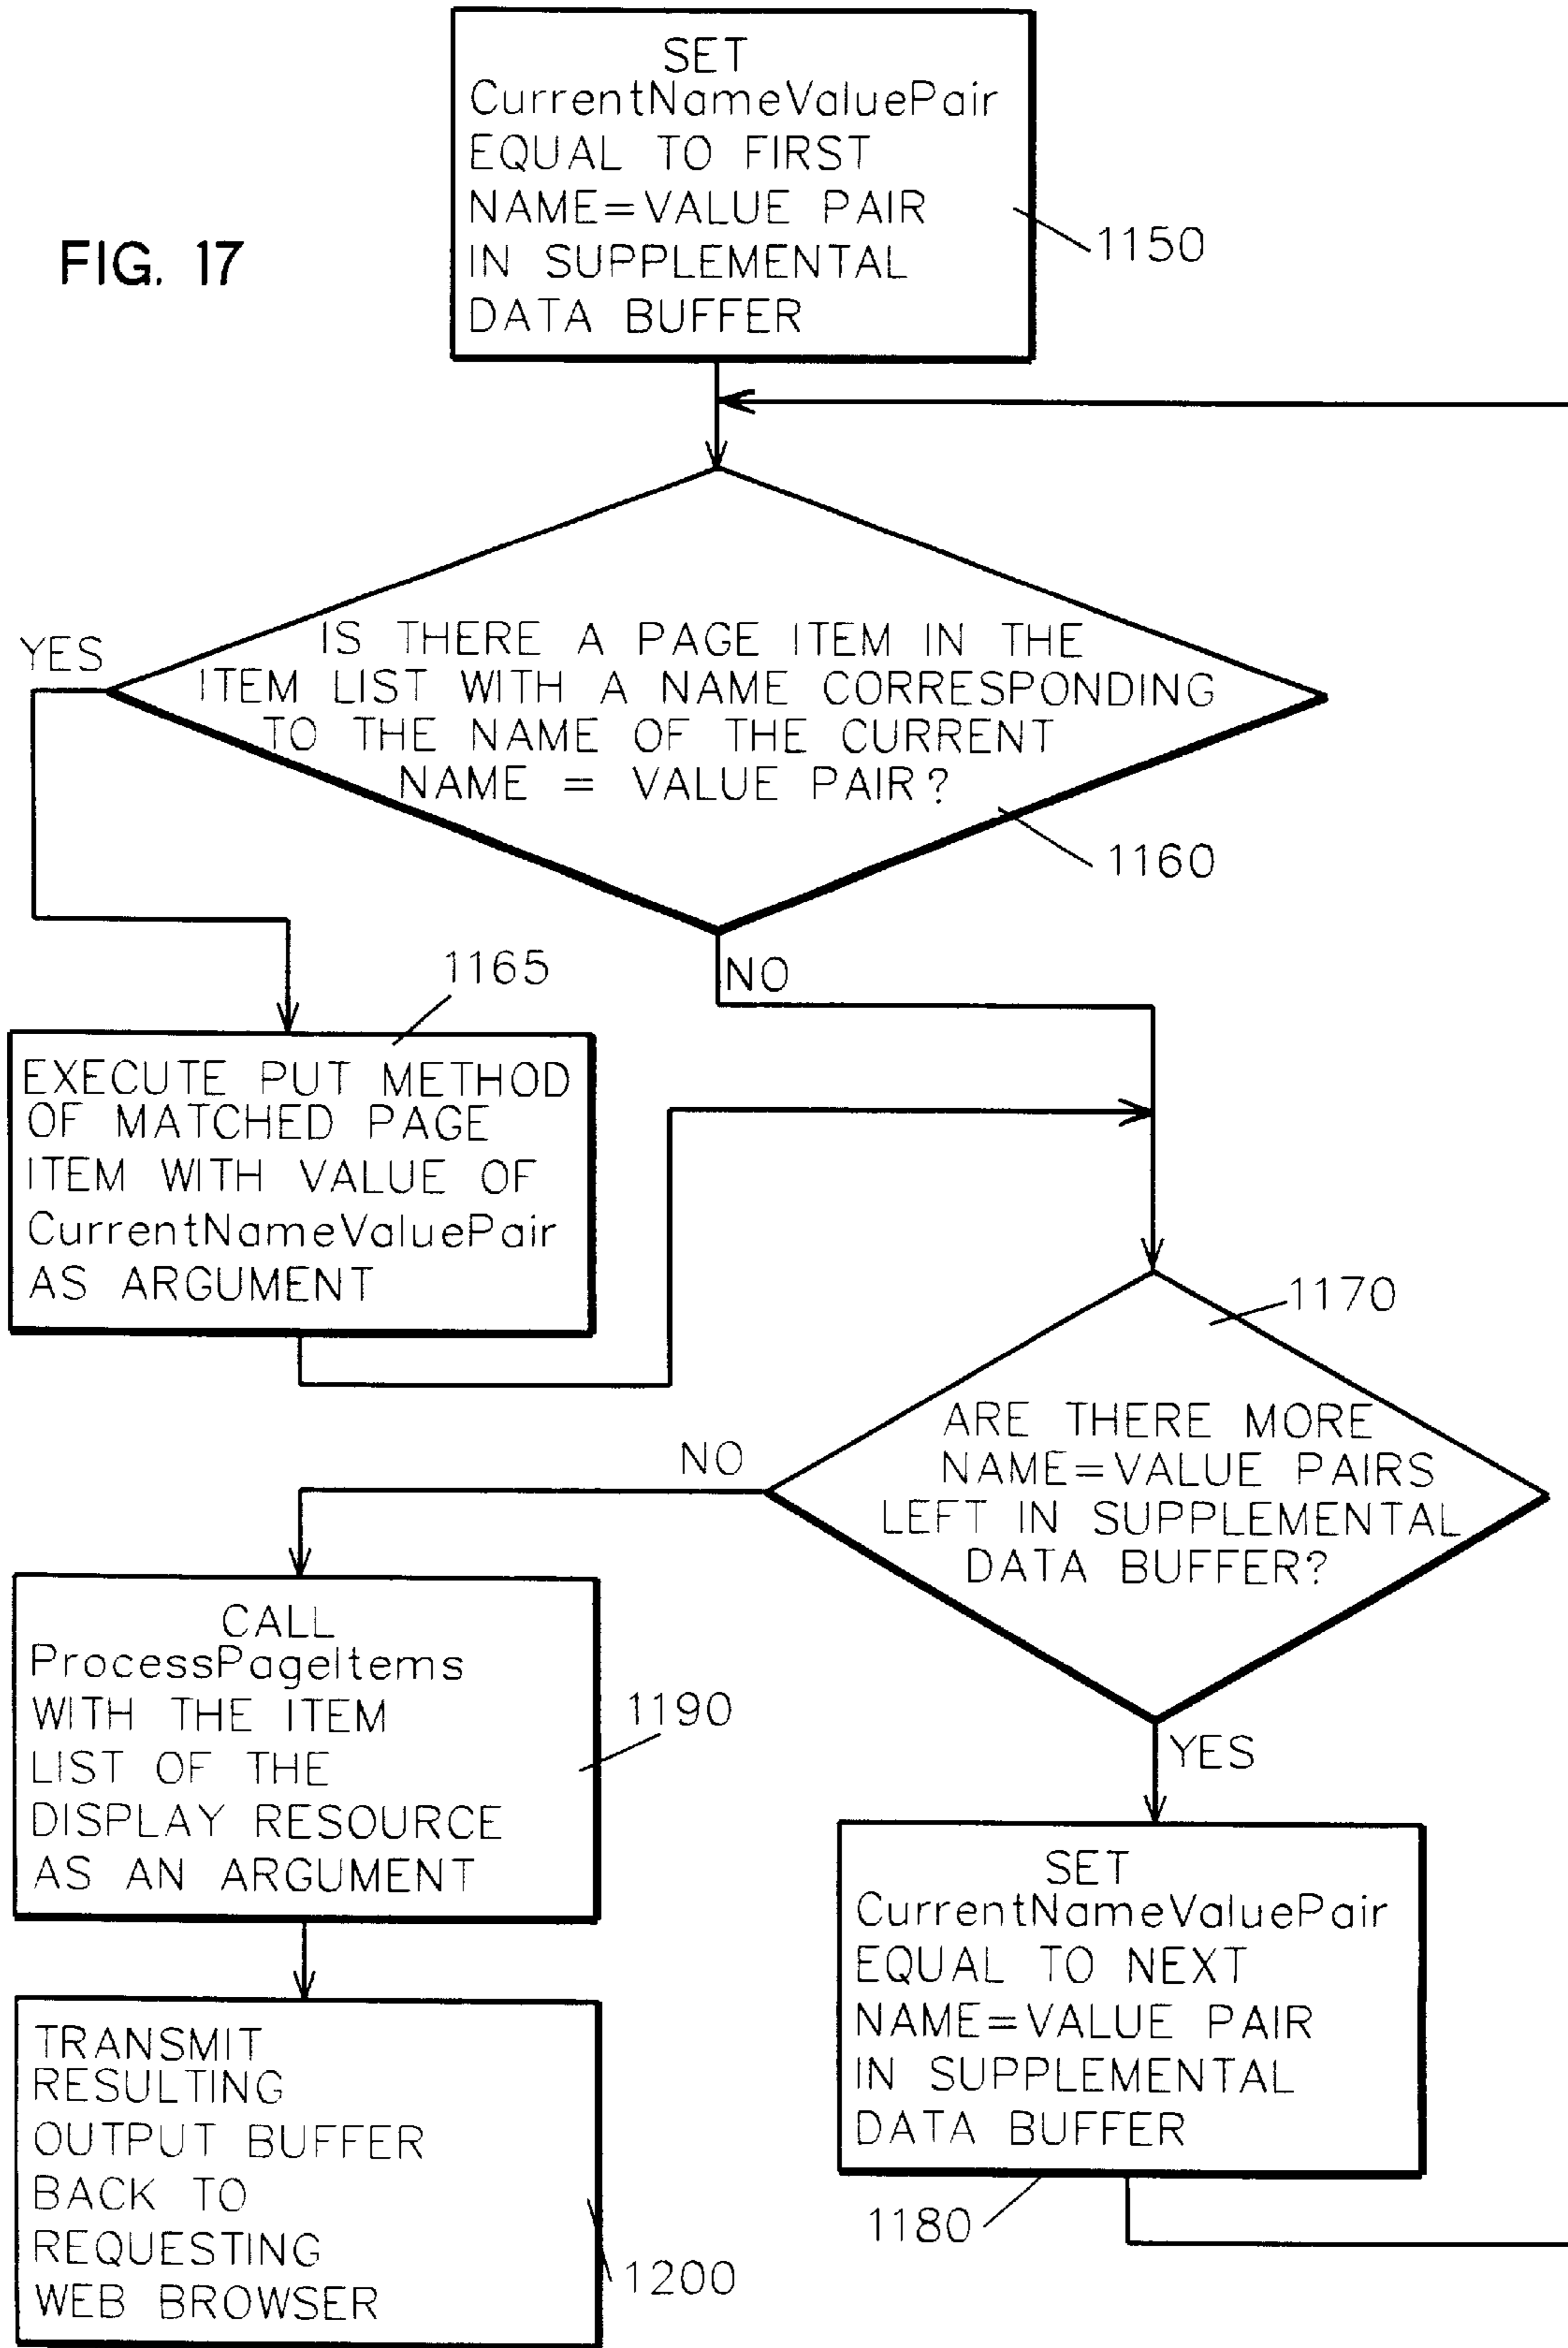 SET
CurrentNameValuePair
EQUAL TO FIRST
NAME=VALUE PAIR
IN SUPPLEMENTAL
DATA BUFFER
1150
FIG. 17
YES
IS THERE A PAGE ITEM IN THE
ITEM LIST WITH A NAME CORRESPONDING
TO THE NAME OF THE CURRENT
NAME = VALUE PAIR?
1160
NO
1165
EXECUTE PUT METHOD
OF MATCHED PAGE
ITEM WITH VALUE OF
CurrentNameValuePair
AS ARGUMENT
1170
ARE THERE MORE
NAME=VALUE PAIRS
LEFT IN SUPPLEMENTAL
DATA BUFFER?
NO
YES
CALL
ProcessPageItems
WITH THE ITEM
LIST OF THE
DISPLAY RESOURCE
AS AN ARGUMENT
1190
SET
CurrentNameValuePair
EQUAL TO NEXT
NAME=VALUE PAIR
IN SUPPLEMENTAL
DATA BUFFER
1180
TRANSMIT
RESULTING
OUTPUT BUFFER
BACK TO
REQUESTING
WEB BROWSER
1200